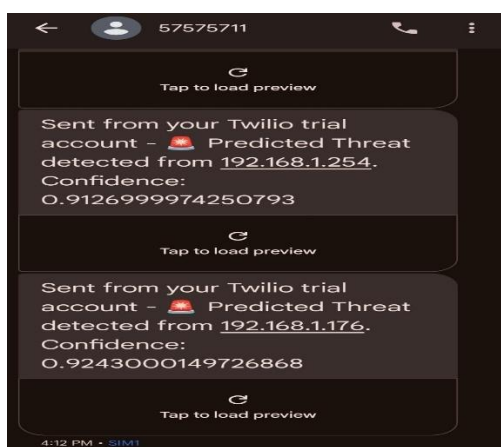 57575711
Tap to load preview
Sent from your Twilio trial
account - 🚨 Predicted Threat
detected from 192.168.1.254.
Confidence:
0.9126999974250793
Tap to load preview
Sent from your Twilio trial
account - 🚨 Predicted Threat
detected from 192.168.1.176.
Confidence:
0.9243000149726868
Tap to load preview
4:12 PM • SIM1